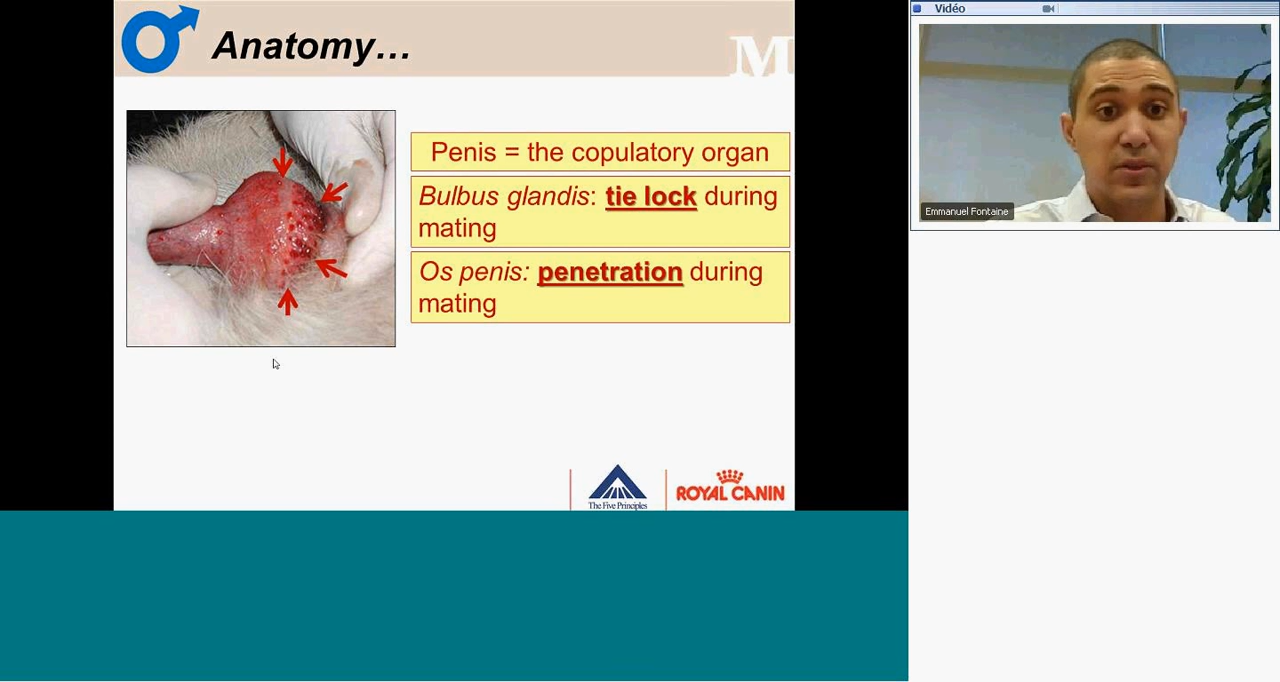 Anatomy...
M
Penis = the copulatory organ
Bulbus glandis: tie lock during
mating
Os penis: penetration during
mating
The Five Principles
ROYAL CANIN
Vidéo
Emmanuel Fontaine